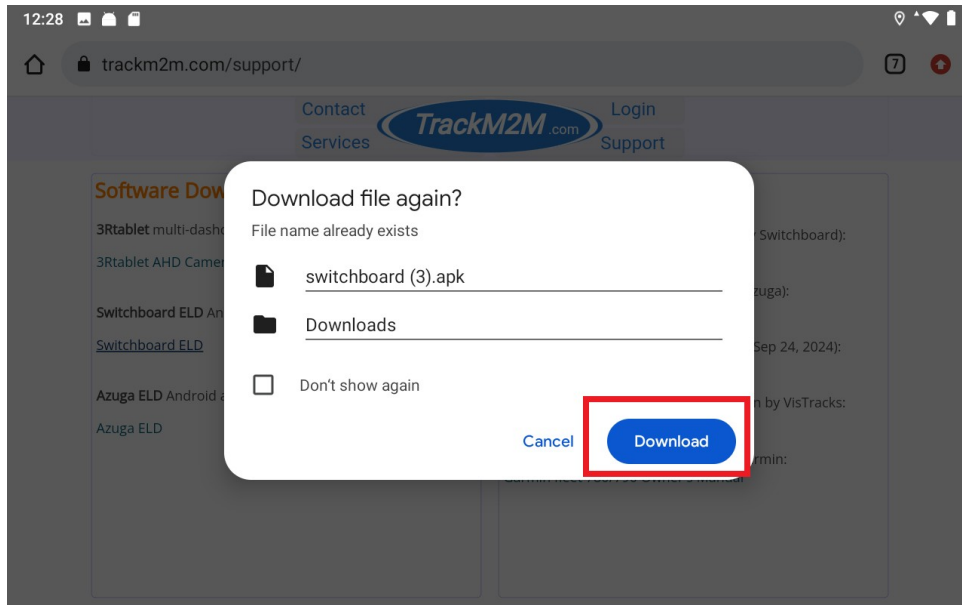 12:28
trackm2m.com/support/
7
Contact
Login
TrackM2M.com
Services
Support
Software Dow
3Rtablet multi-dasho
3Rtablet AHD Camer
Switchboard ELD An
Switchboard ELD
Azuga ELD Android a
Azuga ELD
Download file again?
File name already exists
switchboard (3).apk
Downloads
Don't show again
Cancel
Download
Switchboard):
zuga):
Sep 24, 2024):
n by VisTracks:
rmin: